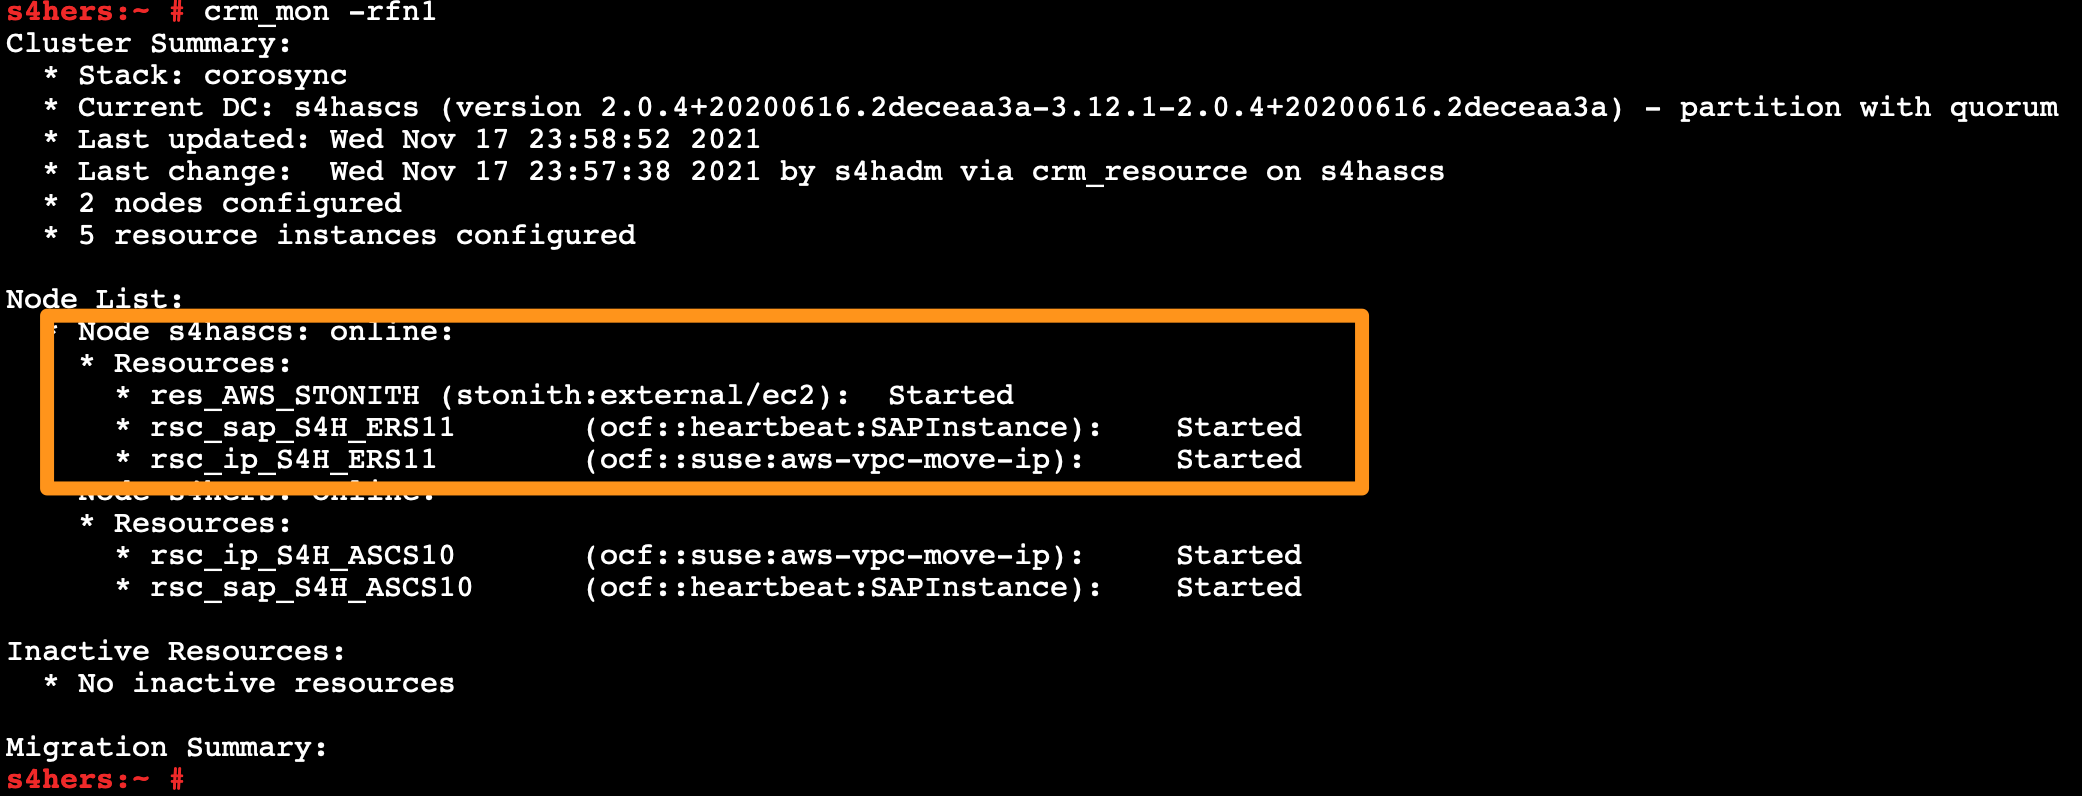 s4hers:~ # crm_mon -rfn1
Cluster Summary:
  * Stack: corosync
  * Current DC: s4hascs (version 2.0.4+20200616.2deceaa3a-3.12.1-2.0.4+20200616.2deceaa3a) - partition with quorum
  * Last updated: Wed Nov 17 23:58:52 2021
  * Last change:  Wed Nov 17 23:57:38 2021 by s4hadm via crm_resource on s4hascs
  * 2 nodes configured
  * 5 resource instances configured

Node List:
  * Node s4hascs: online:
    * Resources:
      * res_AWS_STONITH (stonith:external/ec2):  Started
      * rsc_sap_S4H_ERS11       (ocf::heartbeat:SAPInstance):    Started
      * rsc_ip_S4H_ERS11        (ocf::suse:aws-vpc-move-ip):     Started
    Node s4hers: online:
    * Resources:
      * rsc_ip_S4H_ASCS10       (ocf::suse:aws-vpc-move-ip):     Started
      * rsc_sap_S4H_ASCS10      (ocf::heartbeat:SAPInstance):    Started

Inactive Resources:
  * No inactive resources

Migration Summary:
s4hers:~ #